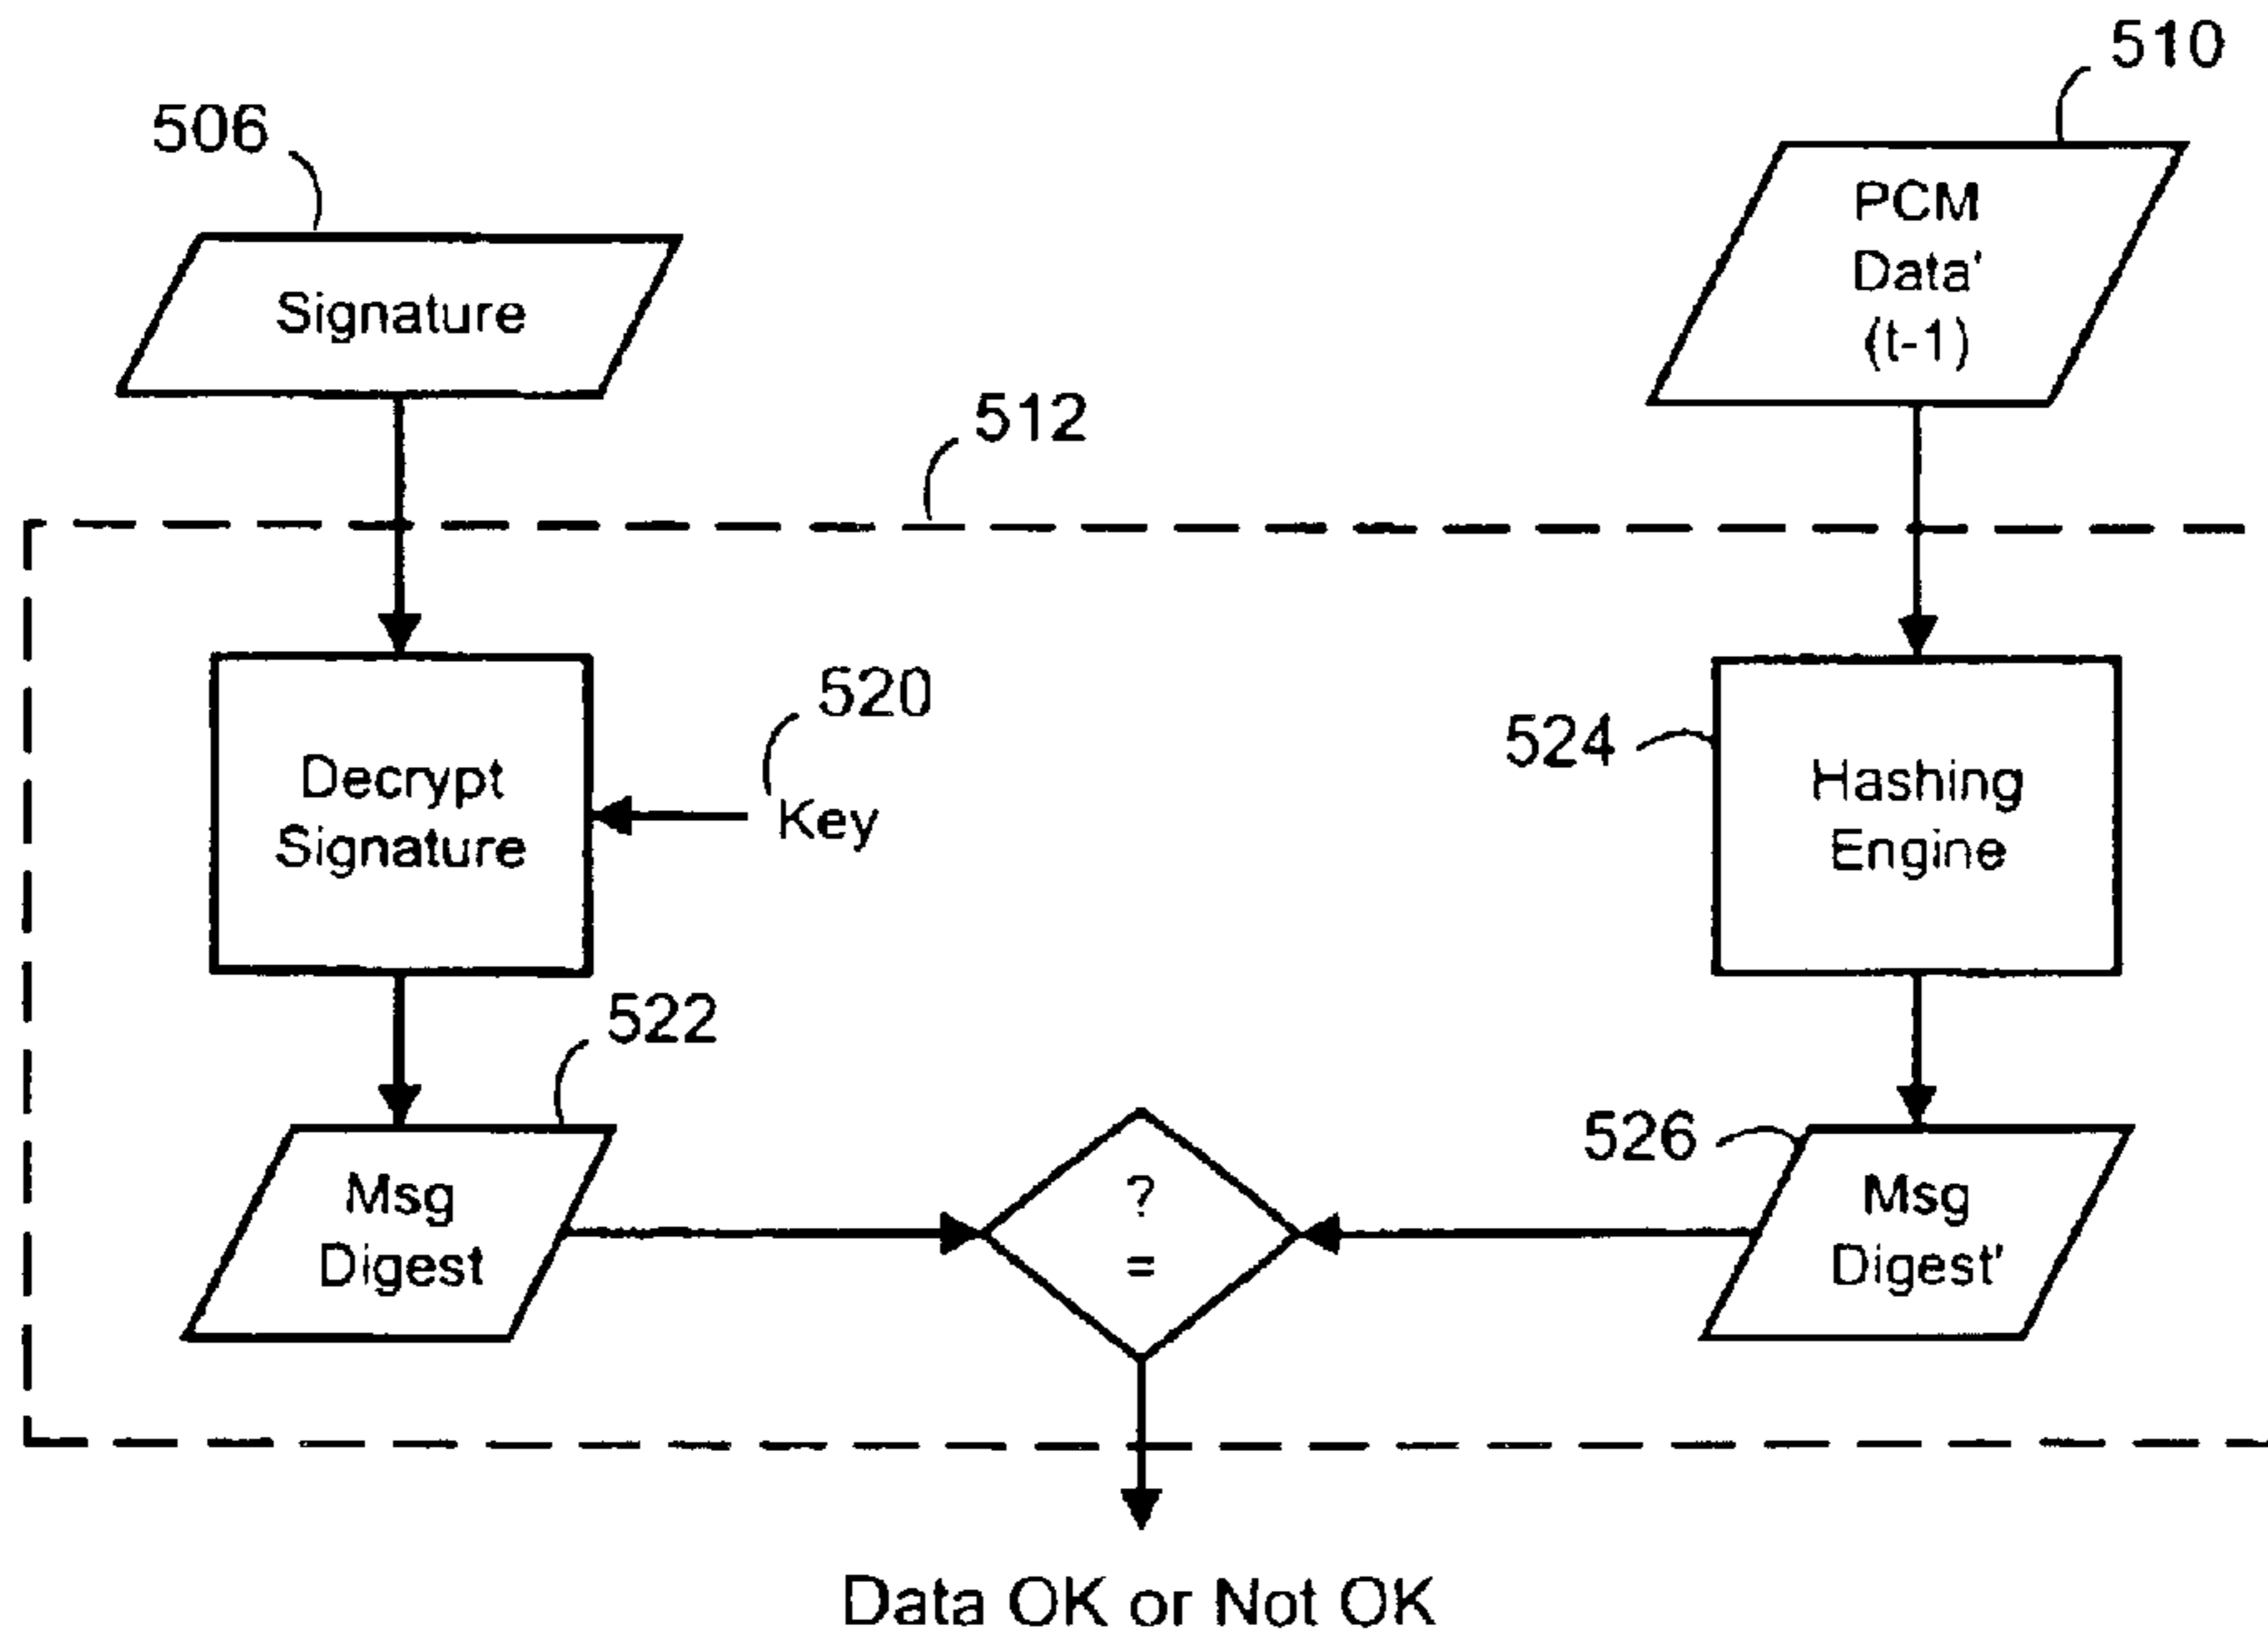 510
506
PCM
Data'
(t-1)
Signature
512
520
Key
524
Decrypt
Signature
Hashing
Engine
522
526
Msg
Digest
?
=
Msg
Digest'
Data OK or Not OK